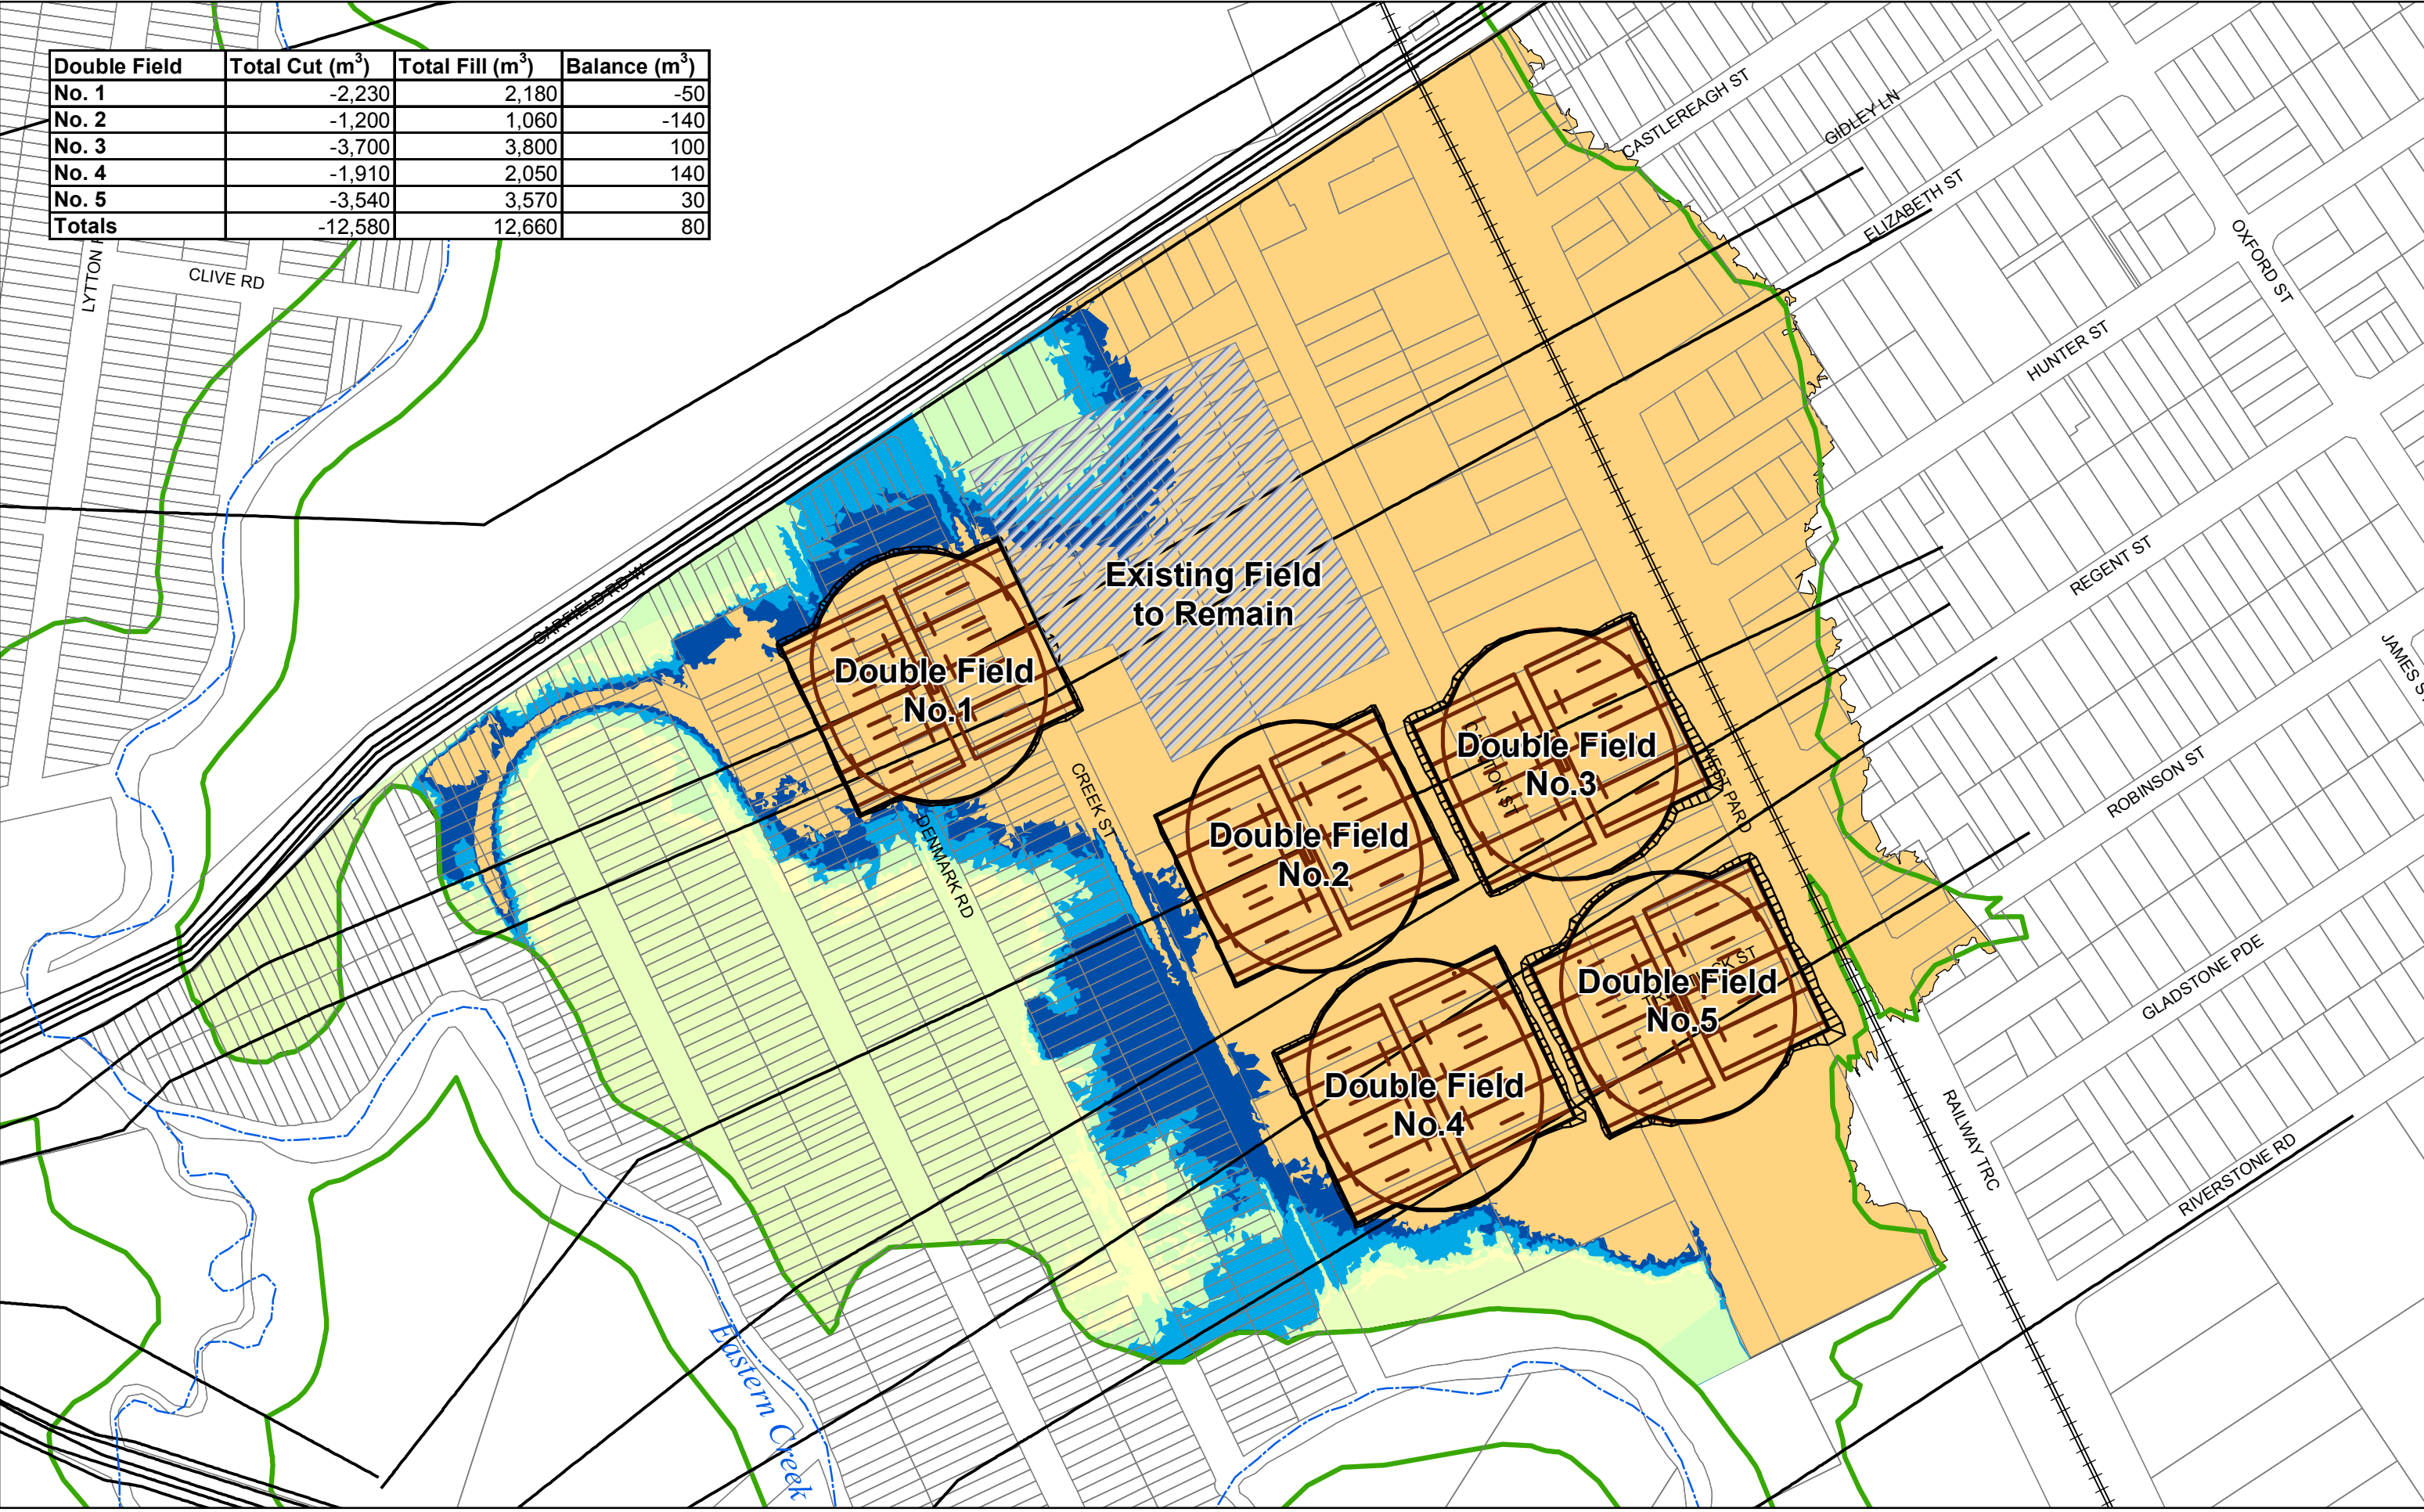 Double Field Total Cut (m³) Total Fill (m³) Balance (m³)
No. 1 -2,230 2,180 -50
No. 2 -1,200 1,060 -140
No. 3 -3,700 3,800 100
No. 4 -1,910 2,050 140
No. 5 -3,540 3,570 30
Totals -12,580 12,660 80
CASTLEREAGH ST
GIDLEY LN
ELIZABETH ST
OXFORD ST
LYTTON
CLIVE RD
HUNTER ST
REGENT ST
GARFIELD RD W
Existing Field
to Remain
JAMES S
Double Field
No.1
Double Field
No.3
WEST PARD
ROBINSON ST
CREEK ST
DENMARK RD
Double Field
No.2
GLADSTONE PDE
Double Field
No.5
Double Field
No.4
RAILWAY TRC
RIVERSTONE RD
Eastern Creek